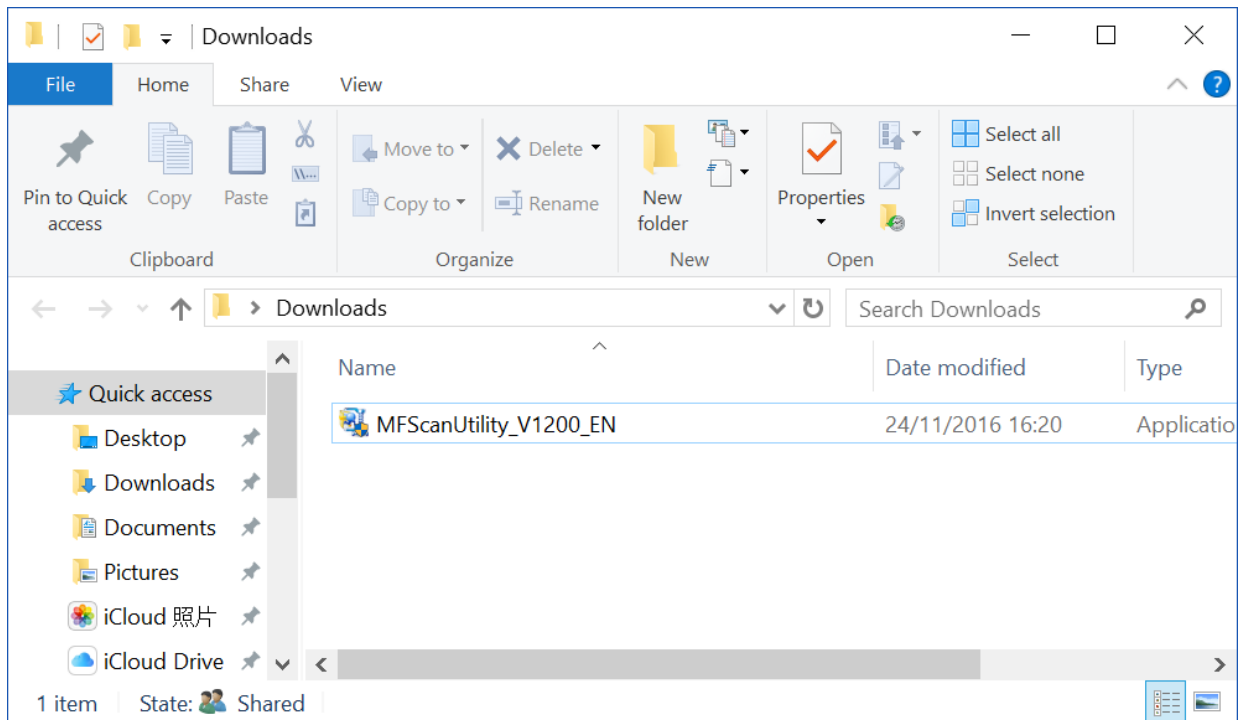 Downloads
File Home Share View
Pin to Quick access
Copy
Paste
Clipboard
Move to
Copy to
Delete
Rename
Organize
New folder
New
Properties
Open
Select all
Select none
Invert selection
Select
Downloads
Search Downloads
Quick access
Desktop
Downloads
Documents
Pictures
iCloud 照片
iCloud Drive
Name Date modified Type
MFScanUtility_V1200_EN 24/11/2016 16:20 Applicatio
1 item State: Shared